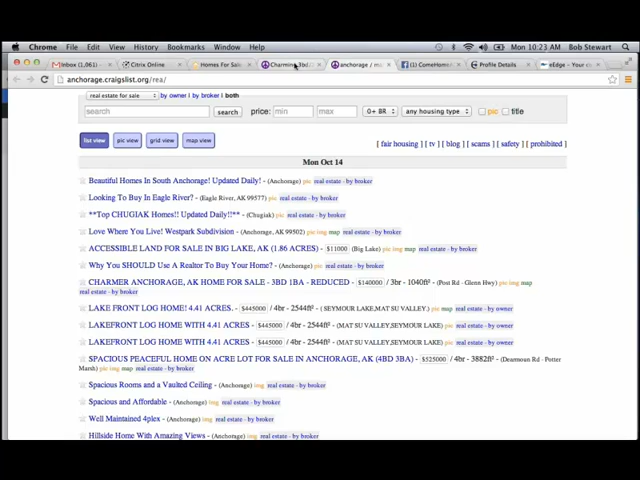 Chrome File Edit View History Bookmarks Window Help Mon 10:23 AM Bob Stewart
Inbox (1,061) Citrix Online Homes For Sale Charming 3bd anchorage / ma (1) ComeHome Profile Details eEdge > Your
anchorage.craigslist.org/rea/
real estate for sale by owner | by broker | both
search search price: min max 0+ BR any housing type pic title
list view pic view grid view map view [ fair housing ] [ tv ] [ blog ] [ scams ] [ safety ] [ prohibited ]
Mon Oct 14
Beautiful Homes In South Anchorage! Updated Daily! - (Anchorage) pic real estate - by broker
Looking To Buy In Eagle River? - (Eagle River, AK 99577) pic real estate - by broker
**Top CHUGIAK Homes!! Updated Daily!!** - (Chugiak) pic real estate - by broker
Love Where You Live! Westpark Subdivision - (Anchorage, AK 99502) pic img map real estate - by broker
ACCESSIBLE LAND FOR SALE IN BIG LAKE, AK (1.86 ACRES) - $11000 (Big Lake) pic img map real estate - by broker
Why You SHOULD Use A Realtor To Buy Your Home? - (Anchorage) pic real estate - by broker
CHARMER ANCHORAGE, AK HOME FOR SALE - 3BD 1BA - REDUCED - $140000 / 3br - 1040ft² - (Post Rd - Glenn Hwy) pic img map
real estate - by broker
LAKE FRONT LOG HOME! 4.41 ACRES. - $445000 / 4br - 2544ft² - ( SEYMOUR LAKE,MAT SU VALLEY,) pic map real estate - by owner
LAKEFRONT LOG HOME WITH 4.41 ACRES - $445000 / 4br - 2544ft² - (MAT SU VALLEY,SEYMOUR LAKE) pic map real estate - by owner
LAKEFRONT LOG HOME WITH 4.41 ACRES - $445000 / 4br - 2544ft² - (MAT SU VALLEY,SEYMOUR LAKE) pic map real estate - by owner
SPACIOUS PEACEFUL HOME ON ACRE LOT FOR SALE IN ANCHORAGE, AK (4BD 3BA) - $525000 / 4br - 3882ft² - (Dearmoun Rd - Potter
Marsh) pic img map real estate - by broker
Spacious Rooms and a Vaulted Ceiling - (Anchorage) img real estate - by broker
Spacious and Affordable - (Anchorage) img real estate - by broker
Well Maintained 4plex - (Anchorage) img real estate - by broker
Hillside Home With Amazing Views - (Anchorage) img real estate - by broker